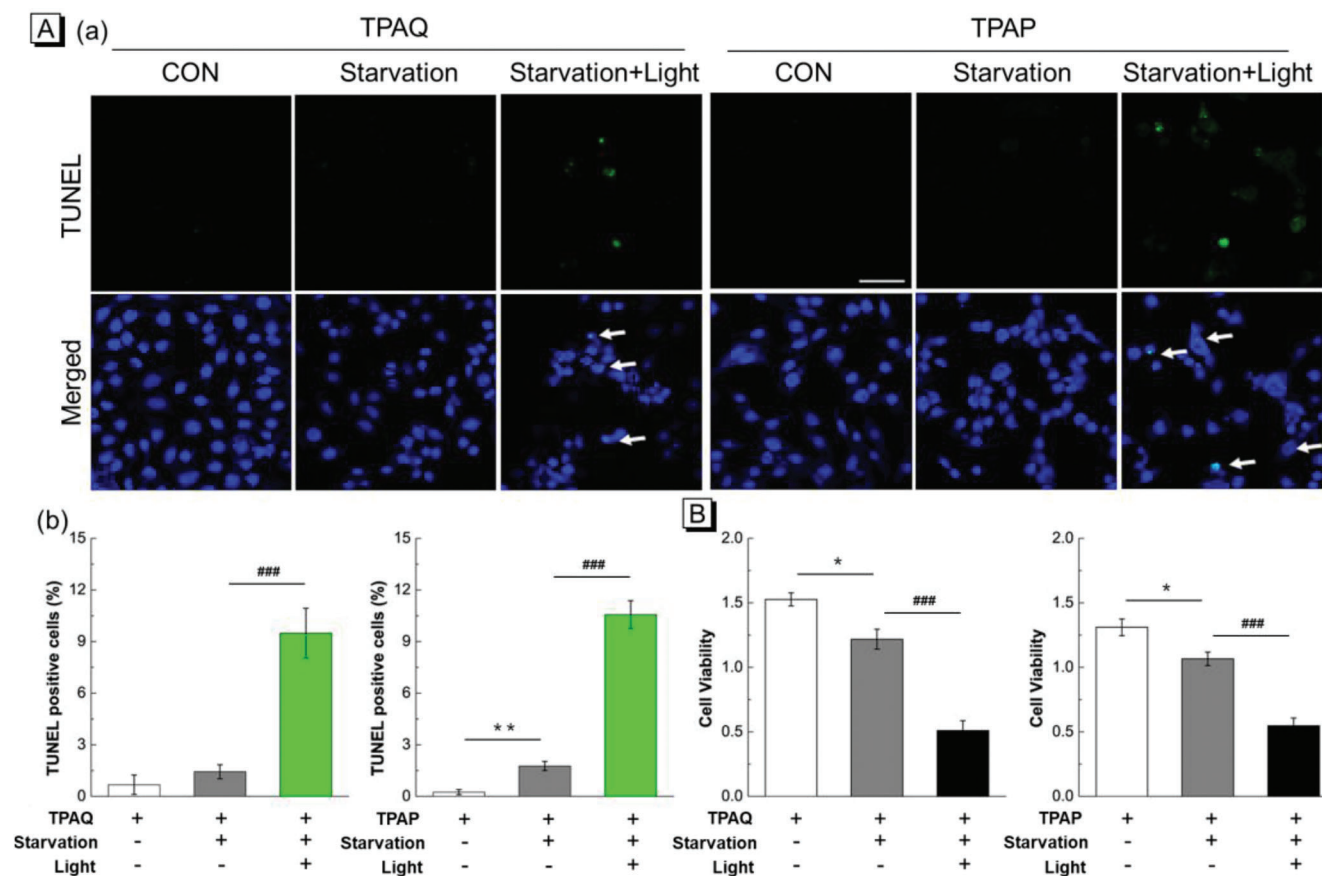 A (a) TPAQ TPAP
CON Starvation Starvation+Light CON Starvation Starvation+Light
TUNEL
Merged
(b) B
TUNEL positive cells (%)
15
12
9
6
3
0
###
TPAQ + + +
Starvation - + +
Light - - +
TUNEL positive cells (%)
15
12
9
6
3
0
* *
###
TPAP + + +
Starvation - + +
Light - - +
Cell Viability
2.0
1.5
1.0
0.5
0.0
*
###
TPAQ + + +
Starvation - + +
Light - - +
Cell Viability
2.0
1.5
1.0
0.5
0.0
*
###
TPAP + + +
Starvation - + +
Light - - +